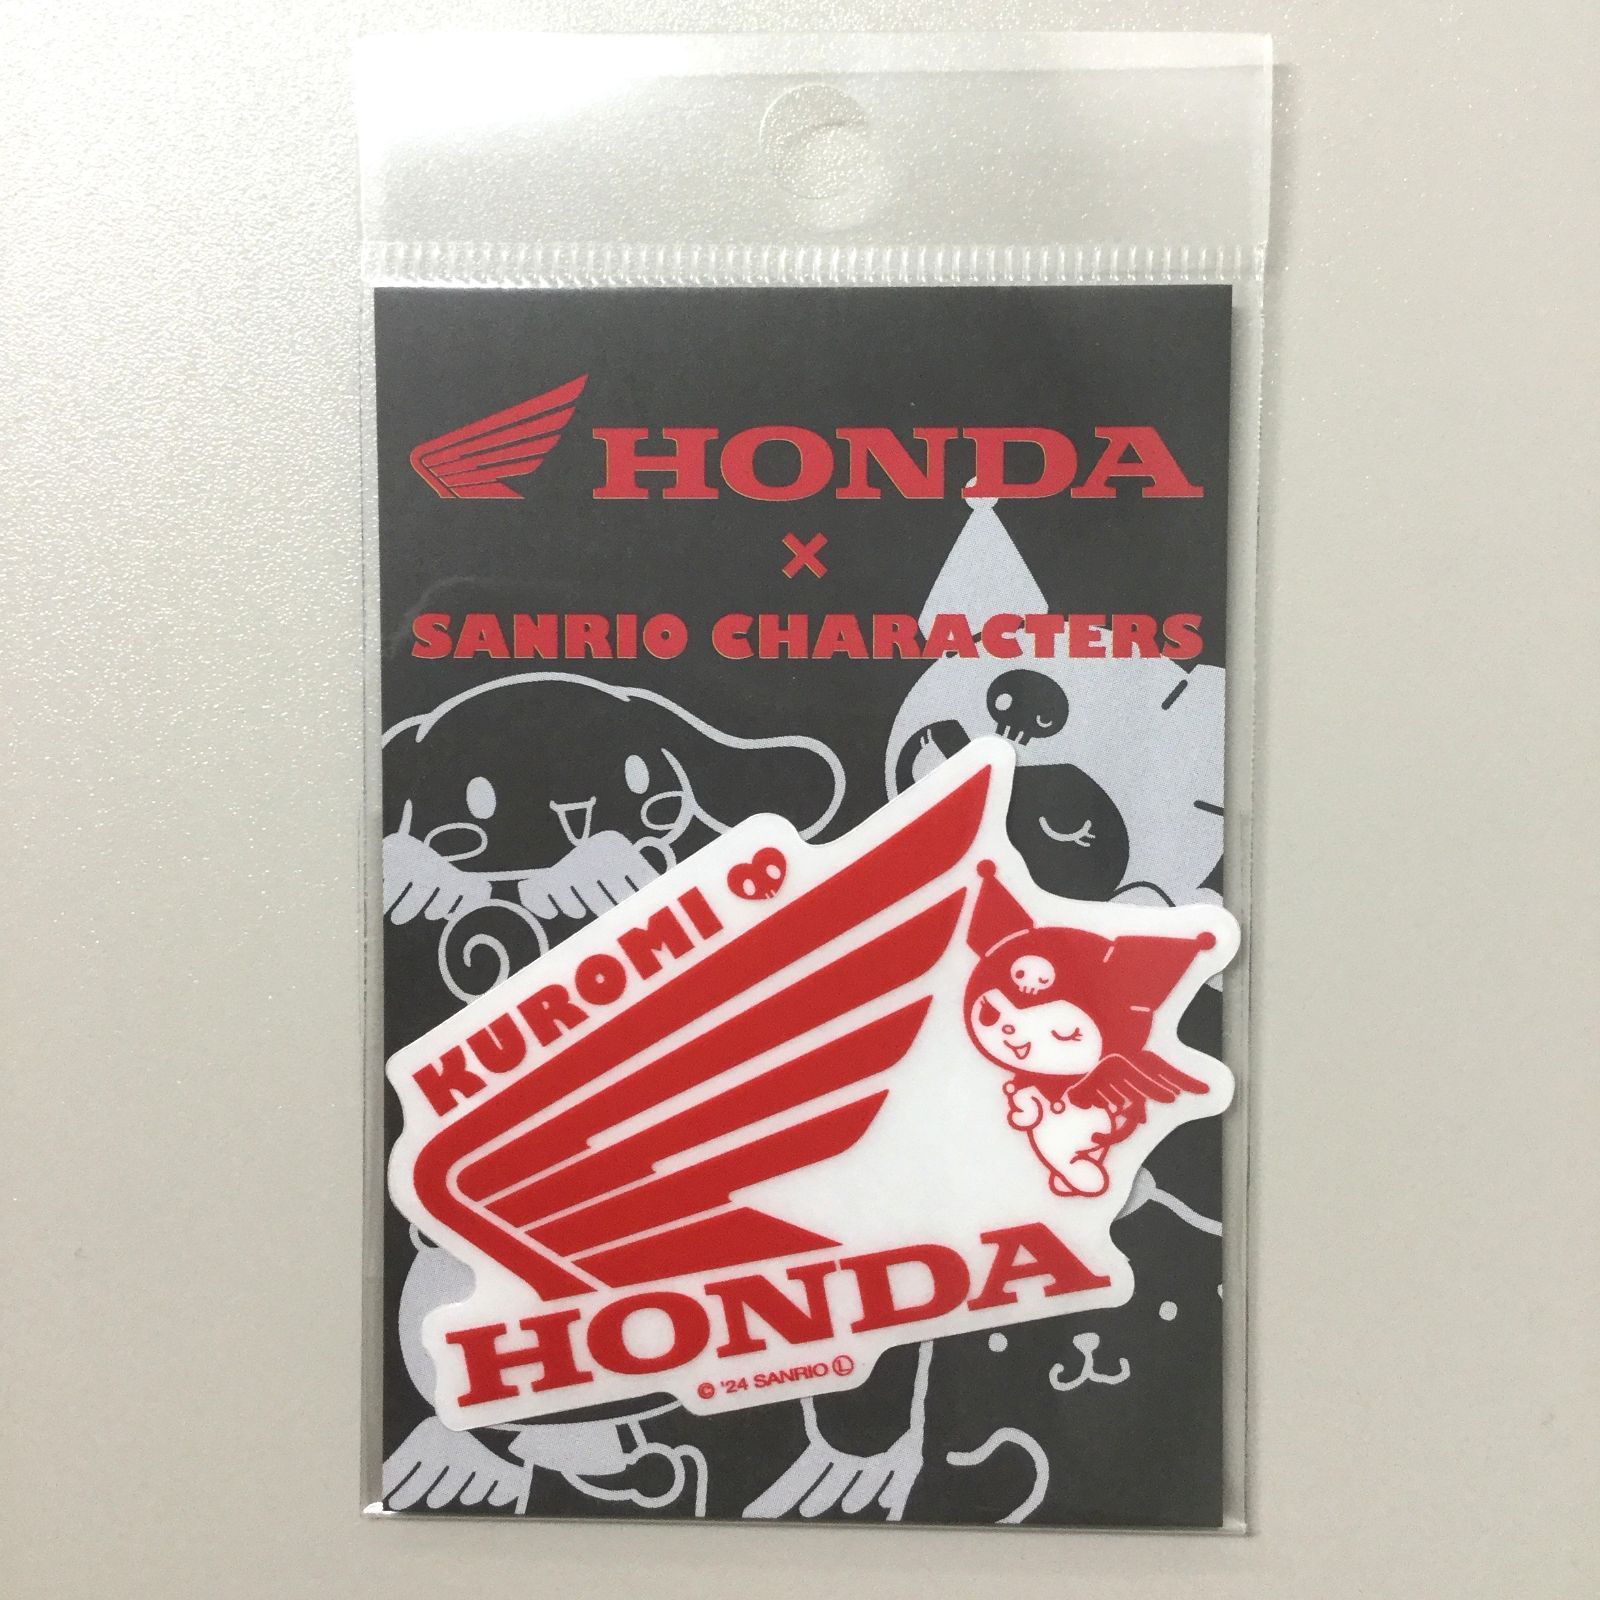 HONDA
×
SANRIO CHARACTERS
KUROMI
HONDA
© '24 SANRIO Ⓛ